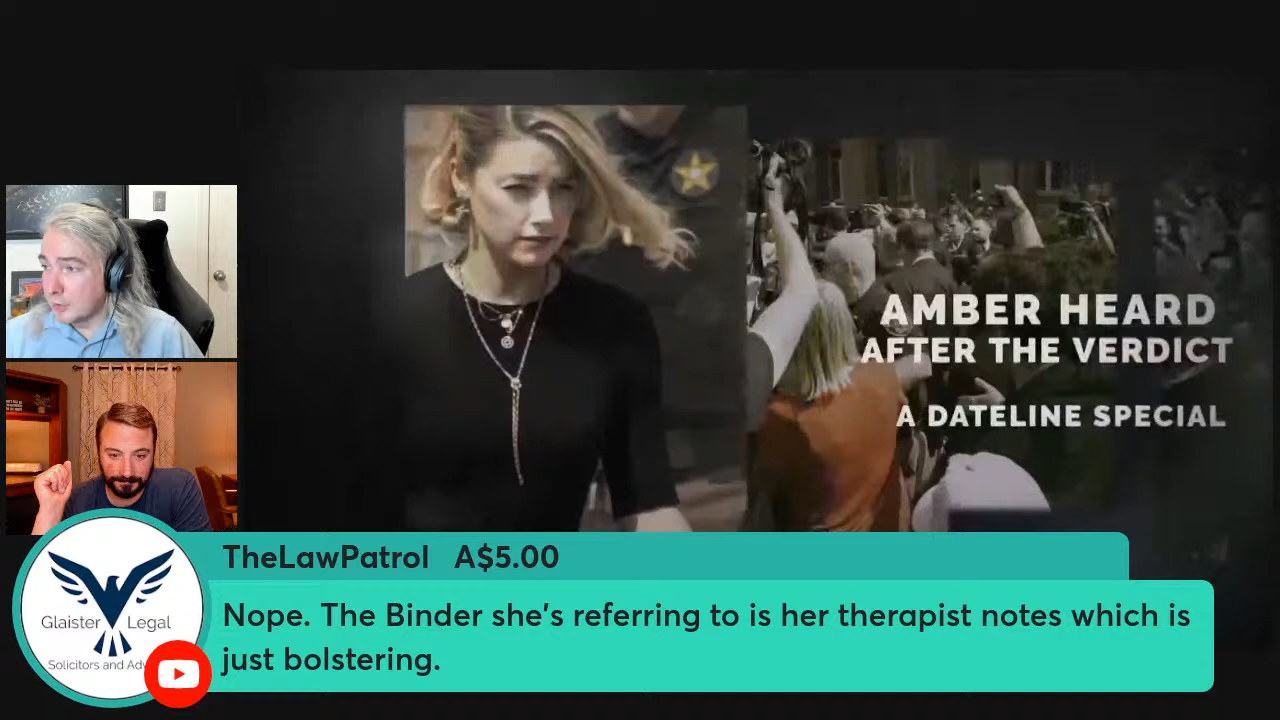 AMBER HEARD
AFTER THE VERDICT
A DATELINE SPECIAL
TheLawPatrol A$5.00
Nope. The Binder she's referring to is her therapist notes which is
just bolstering.
Glaister Legal
Solicitors and Adv